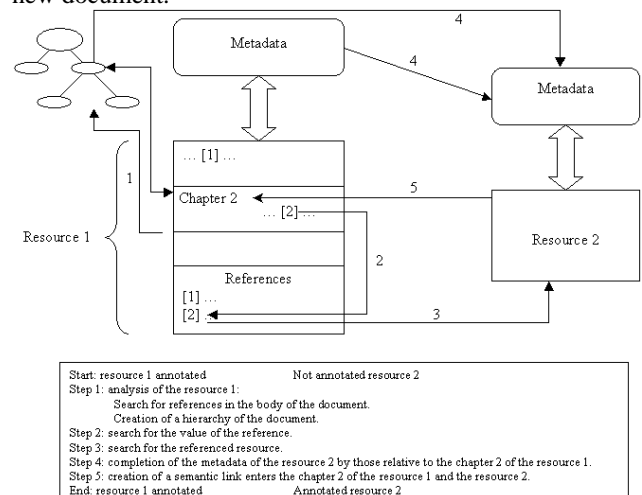 new document.
4
Metadata
4
Metadata
... [1] ...
1
Chapter 2
5
... [2] ...
Resource 1
2
Resource 2
References
[1] ...
[2] ..
3
Start: resource 1 annotated Not annotated resource 2
Step 1: analysis of the resource 1:
Search for references in the body of the document.
Creation of a hierarchy of the document.
Step 2: search for the value of the reference.
Step 3: search for the referenced resource.
Step 4: completion of the metadata of the resource 2 by those relative to the chapter 2 of the resource 1.
Step 5: creation of a semantic link enters the chapter 2 of the resource 1 and the resource 2.
End: resource 1 annotated Annotated resource 2